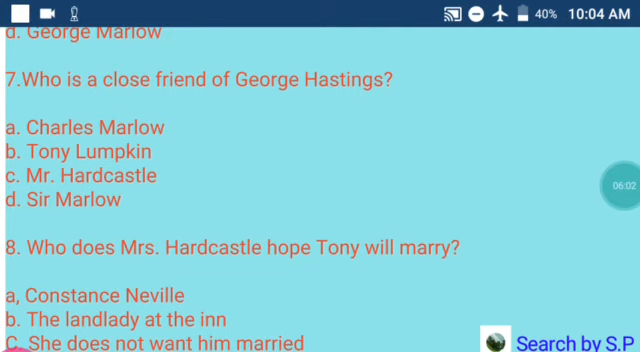 40% 10:04 AM
d. George Marlow
7.Who is a close friend of George Hastings?
a. Charles Marlow
b. Tony Lumpkin
c. Mr. Hardcastle
d. Sir Marlow
06:02
8. Who does Mrs. Hardcastle hope Tony will marry?
a, Constance Neville
b. The landlady at the inn
C. She does not want him married
Search by S.P